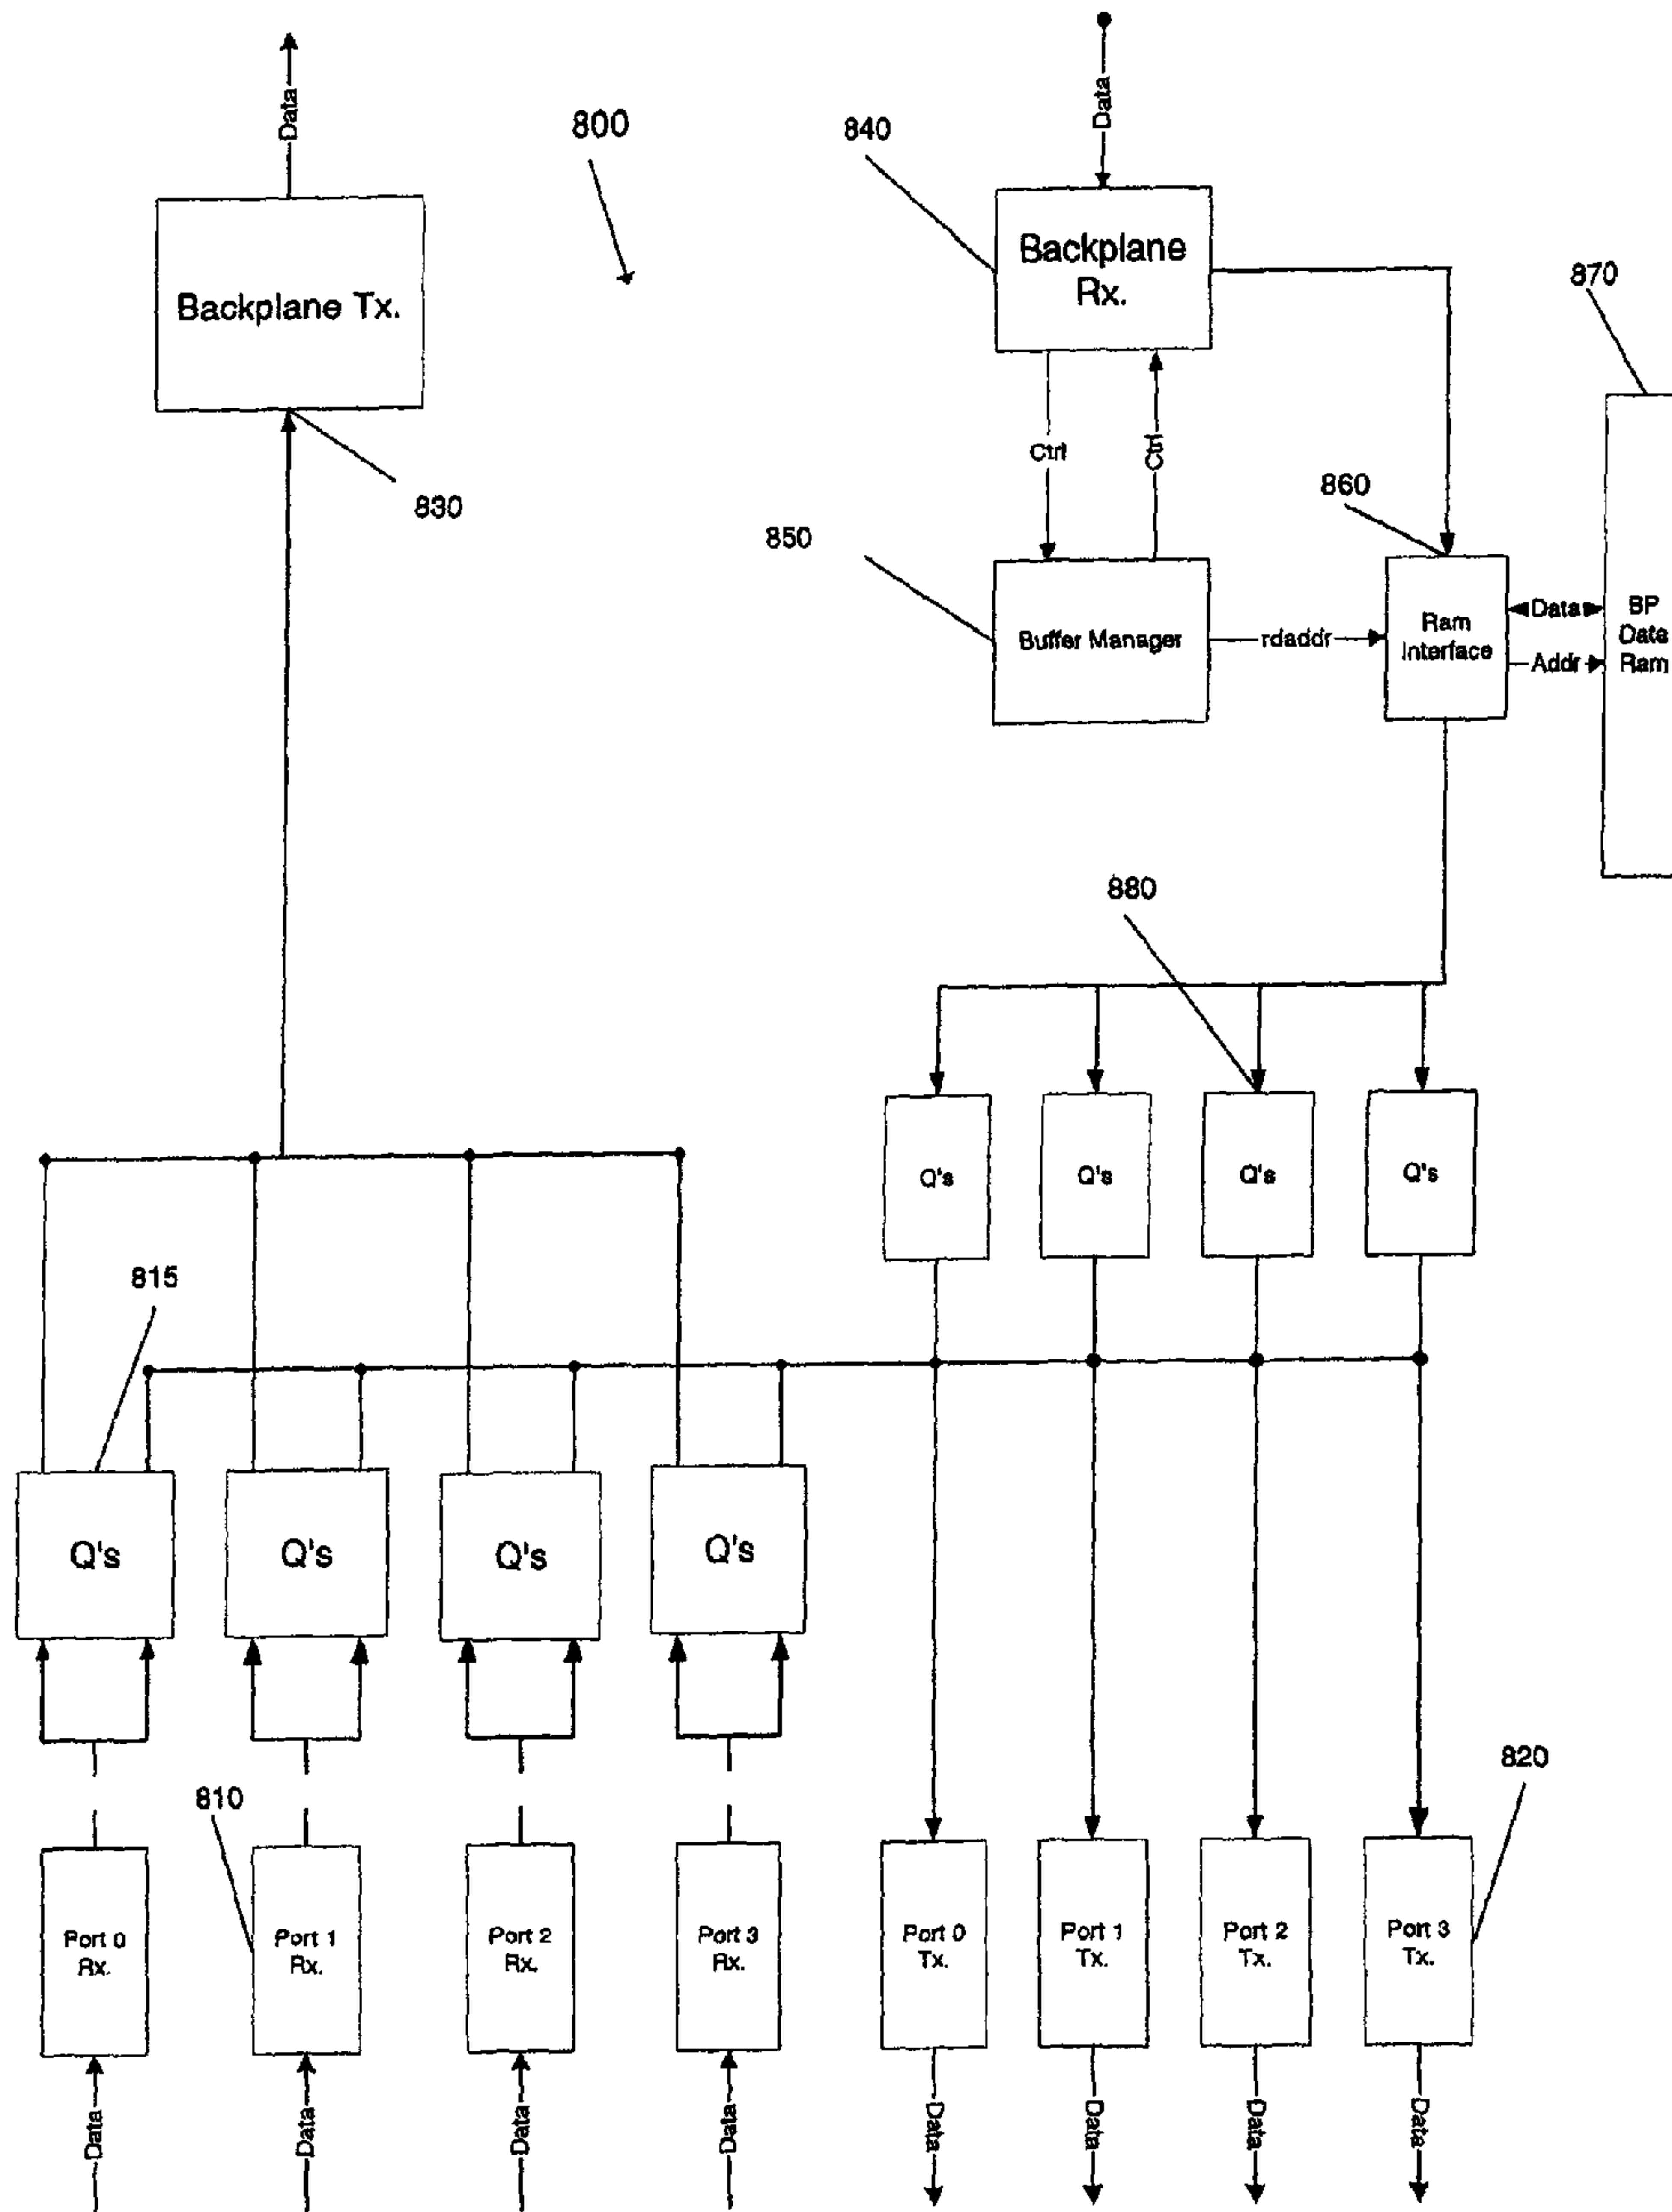 Data
Data
800
840
Backplane Tx.
Backplane
Rx.
870
830
Ctrl
Ctrl
860
850
Buffer Manager
rdaddr
Ram
Interface
Data
Addr
BP
Data
Ram
880
Q's
Q's
Q's
Q's
815
Q's
Q's
Q's
Q's
810
820
Port 0
Rx.
Port 1
Rx.
Port 2
Rx.
Port 3
Rx.
Port 0
Tx.
Port 1
Tx.
Port 2
Tx.
Port 3
Tx.
Data
Data
Data
Data
Data
Data
Data
Data